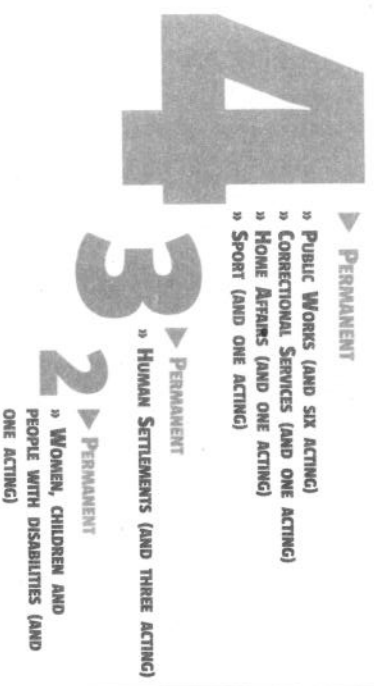 4
PERMANENT
» PUBLIC WORKS (AND SIX ACTING)
» CORRECTIONAL SERVICES (AND ONE ACTING)
» HOME AFFAIRS (AND ONE ACTING)
» SPORT (AND ONE ACTING)
3
PERMANENT
» HUMAN SETTLEMENTS (AND THREE ACTING)
2
PERMANENT
» WOMEN, CHILDREN AND
PEOPLE WITH DISABILITIES (AND
ONE ACTING)